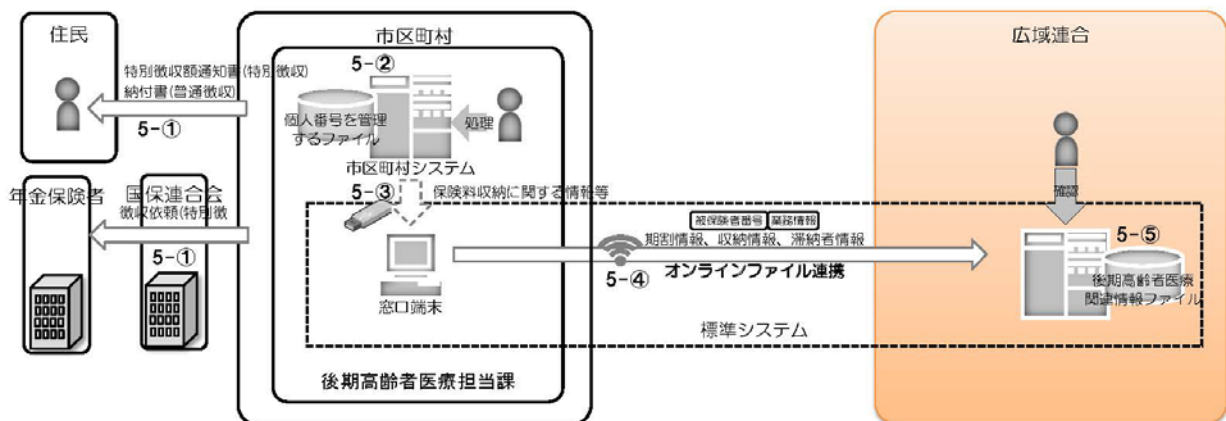 住民
特別徴収額通知書(特別徴収)
納付書(普通徴収)
5-①
年金保険者
国保連合会
徴収依頼(特別徴
5-①
市区町村
5-②
個人番号を管理
するファイル
処理
市区町村システム
5-③
保険料収納に関する情報等
窓口端末
後期高齢者医療担当課
被保険者番号 業務情報
期割情報、収納情報、滞納者情報
5-④
オンラインファイル連携
標準システム
広域連合
確認
5-⑤
後期高齢者医療
関連情報ファイル